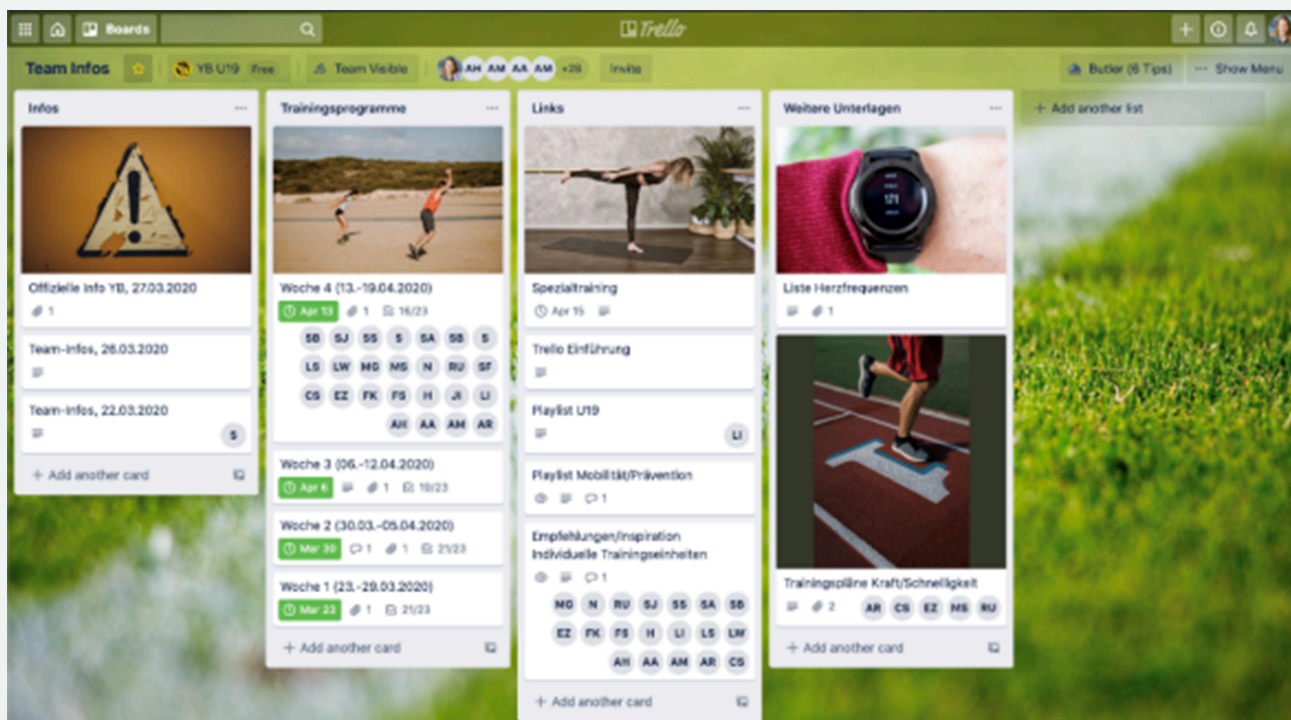 Boards
Trello
Team Infos
YB U19 Free
Team Visible
AH AM AA AM +28
Invite
Butler (6 Tips)
... Show Menu
Infos
Offizielle Info YB, 27.03.2020
1
Team-Infos, 26.03.2020
Team-Infos, 22.03.2020
S
+ Add another card
Trainingsprogramme
Woche 4 (13.-19.04.2020)
Apr 13 1 16/23
SB SJ SS S SA SB S
LS LW MG MS N RU SF
CS EZ FK FS H JI LI
AH AA AM AR
Woche 3 (06.-12.04.2020)
Apr 6 1 19/23
Woche 2 (30.03.-05.04.2020)
Mar 30 1 1 21/23
Woche 1 (23.-29.03.2020)
Mar 23 1 21/23
+ Add another card
Links
Spezialtraining
Apr 15
Trello Einführung
Playlist U19
LI
Playlist Mobilität/Prävention
1
Empfehlungen/Inspiration
Individuelle Trainingseinheiten
1
MG N RU SJ SS SA SB
EZ FK FS H LI LS LW
AH AA AM AR CS
+ Add another card
Weitere Unterlagen
171
Liste Herzfrequenzen
1
Trainingspläne Kraft/Schnelligkeit
2 AR CS EZ MS RU
+ Add another card
+ Add another list